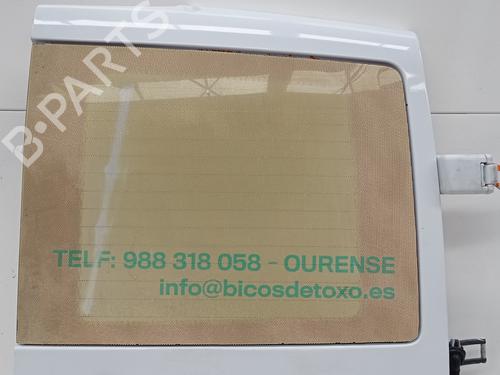 B-PARTS
TELF: 988 318 058 - OURENSE
info@bicosdetoxo.es